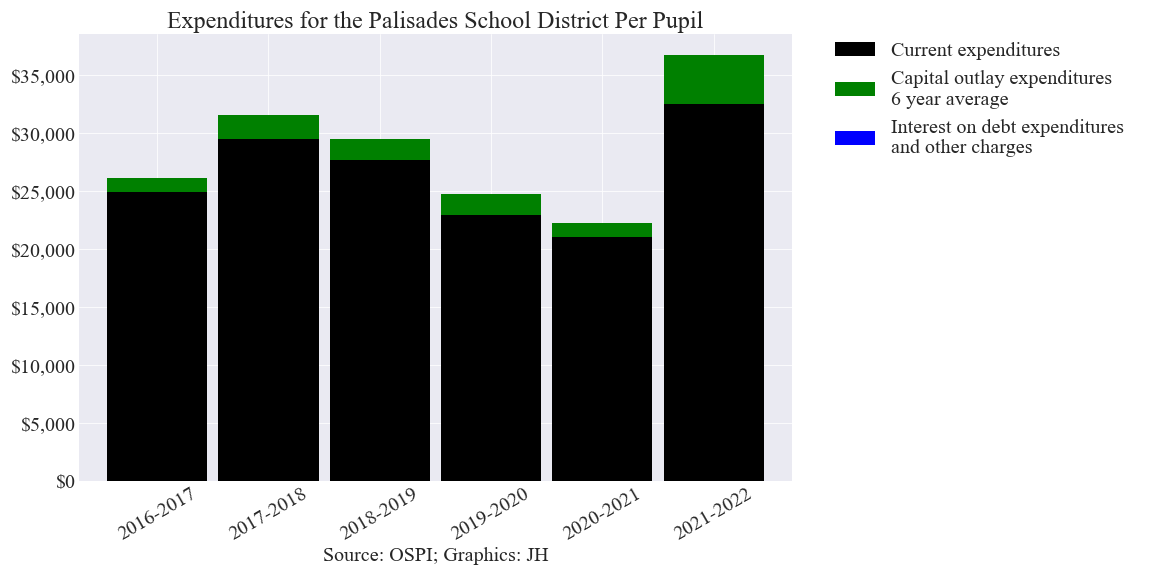 Expenditures for the Palisades School District Per Pupil
Current expenditures
Capital outlay expenditures
6 year average
Interest on debt expenditures
and other charges
$35,000
$30,000
$25,000
$20,000
$15,000
$10,000
$5,000
$0
2016-2017
2017-2018
2018-2019
2019-2020
2020-2021
2021-2022
Source: OSPI; Graphics: JH